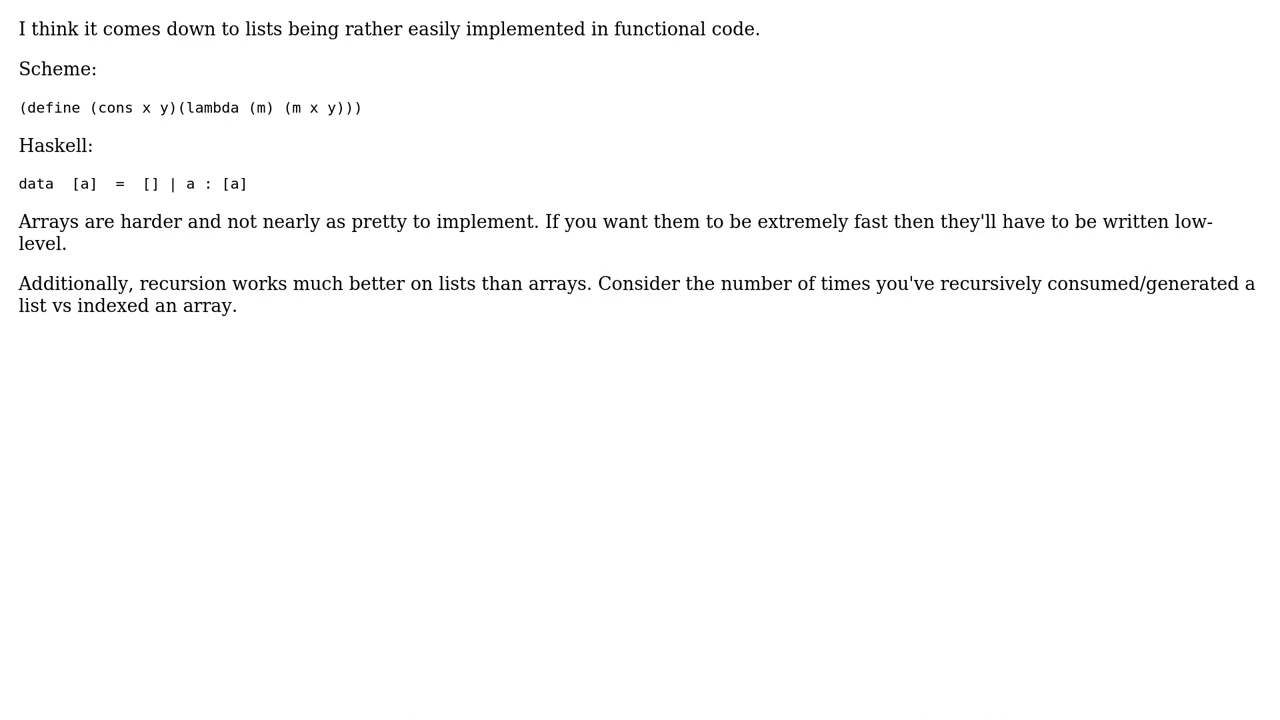 I think it comes down to lists being rather easily implemented in functional code.
Scheme:
(define (cons x y)(lambda (m) (m x y)))
Haskell:
data  [a]  =  [] | a : [a]
Arrays are harder and not nearly as pretty to implement. If you want them to be extremely fast then they'll have to be written low-
level.
Additionally, recursion works much better on lists than arrays. Consider the number of times you've recursively consumed/generated a
list vs indexed an array.